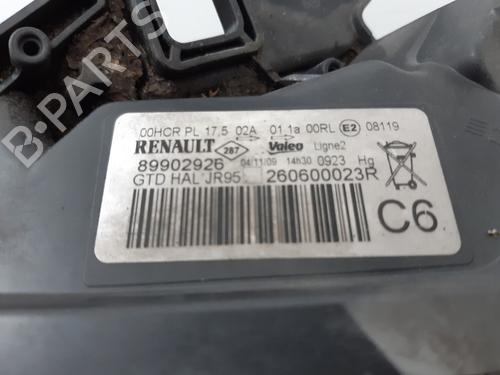 B-PARTS
00HCR PL 17.5 02A 01.1a 00RL E2 08119
RENAULT 287 Valeo Ligne2
89902926 04/11/09 14h30 0923 Hg
GTD HAL JR95 260600023R
C6